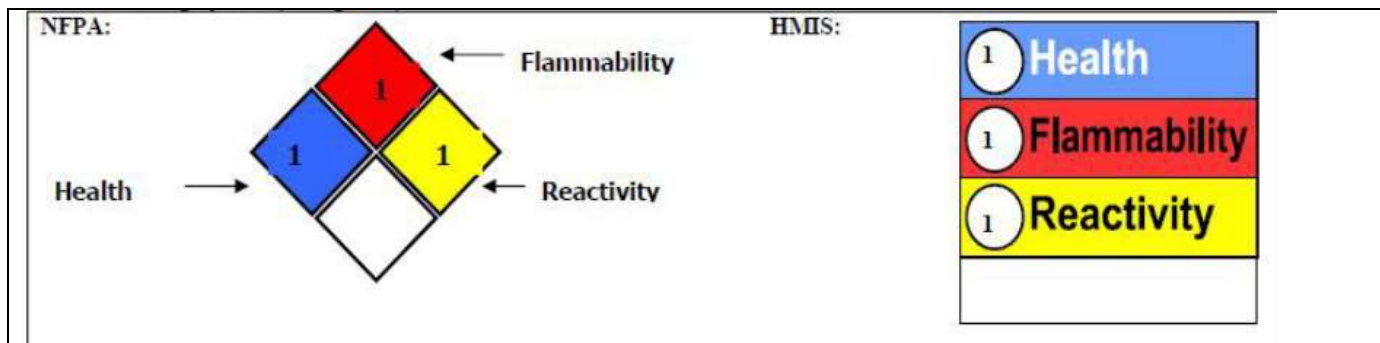 NFPA:
1
Flammability
1
1
Health
Reactivity
HMIS:
1 Health
1 Flammability
1 Reactivity